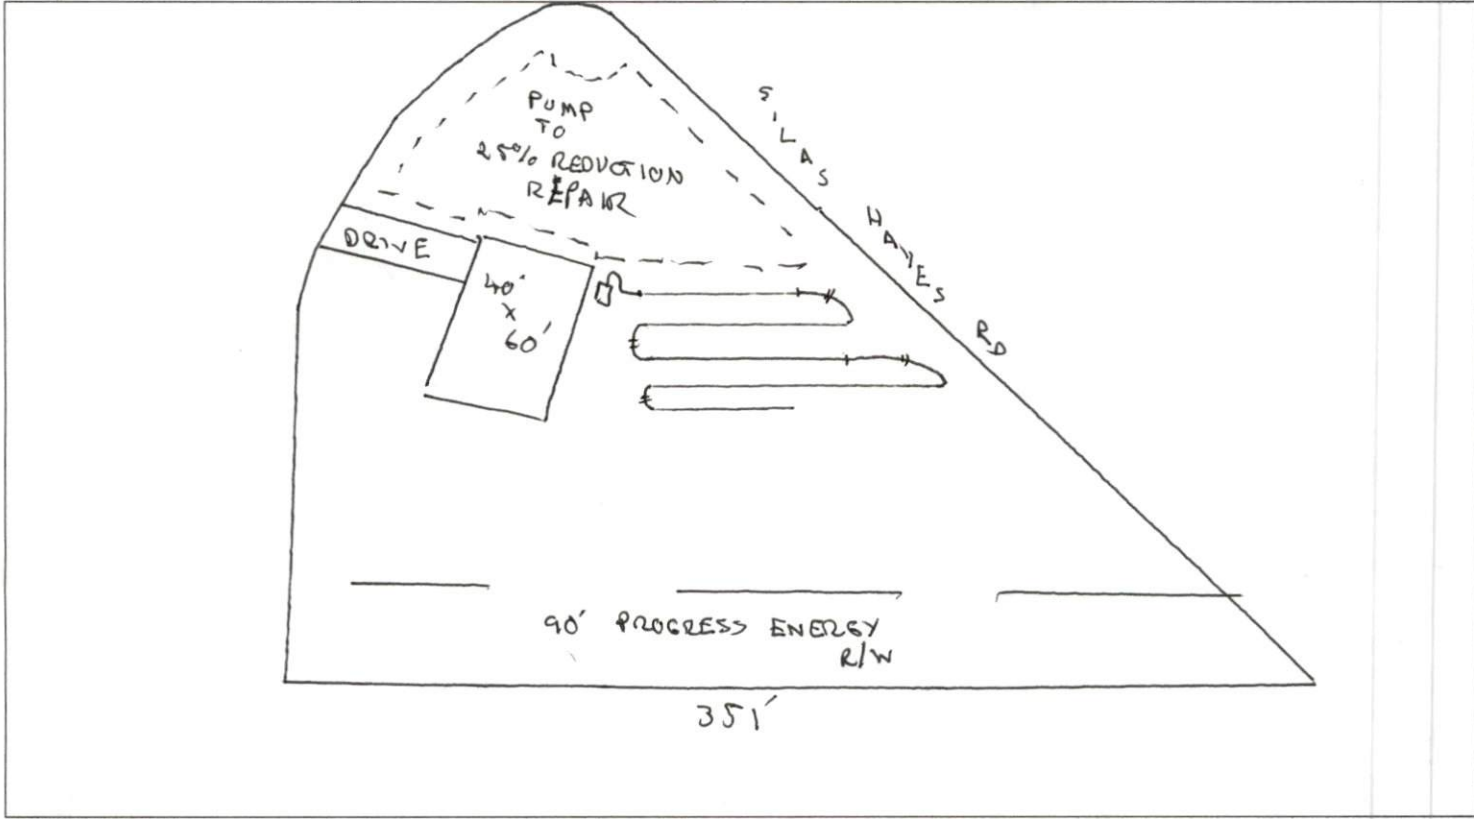 PUMP
TO
25% REDUCTION
REPAIR
SILAS HAYES RD
DRIVE
40'
x
60'
90' PROGRESS ENERGY
R/W
351'